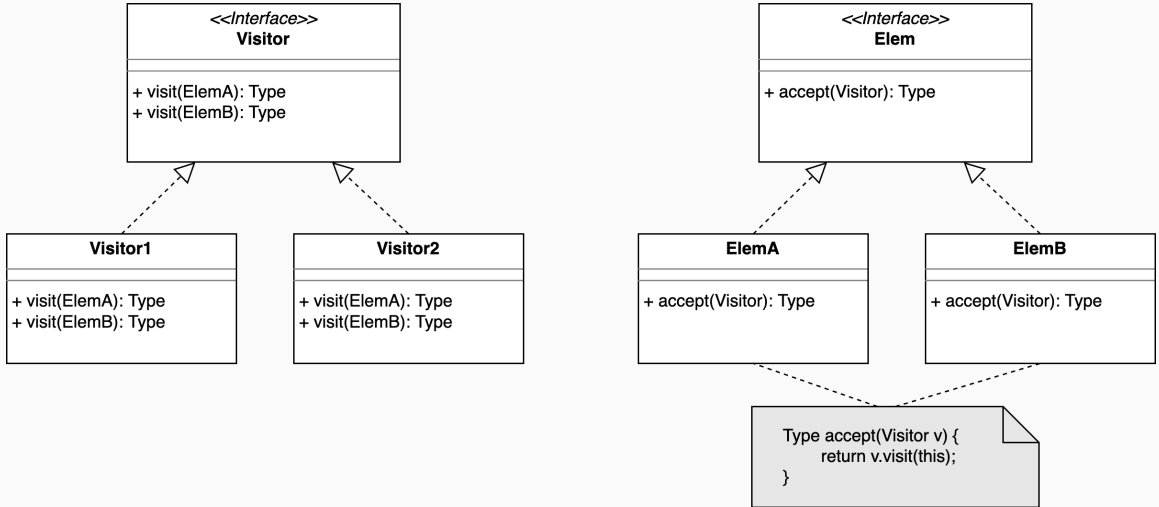 <<Interface>>
Visitor
+ visit(ElemA): Type
+ visit(ElemB): Type
<<Interface>>
Elem
+ accept(Visitor): Type
Visitor1
+ visit(ElemA): Type
+ visit(ElemB): Type
Visitor2
+ visit(ElemA): Type
+ visit(ElemB): Type
ElemA
+ accept(Visitor): Type
ElemB
+ accept(Visitor): Type
Type accept(Visitor v) {
return v.visit(this);
}